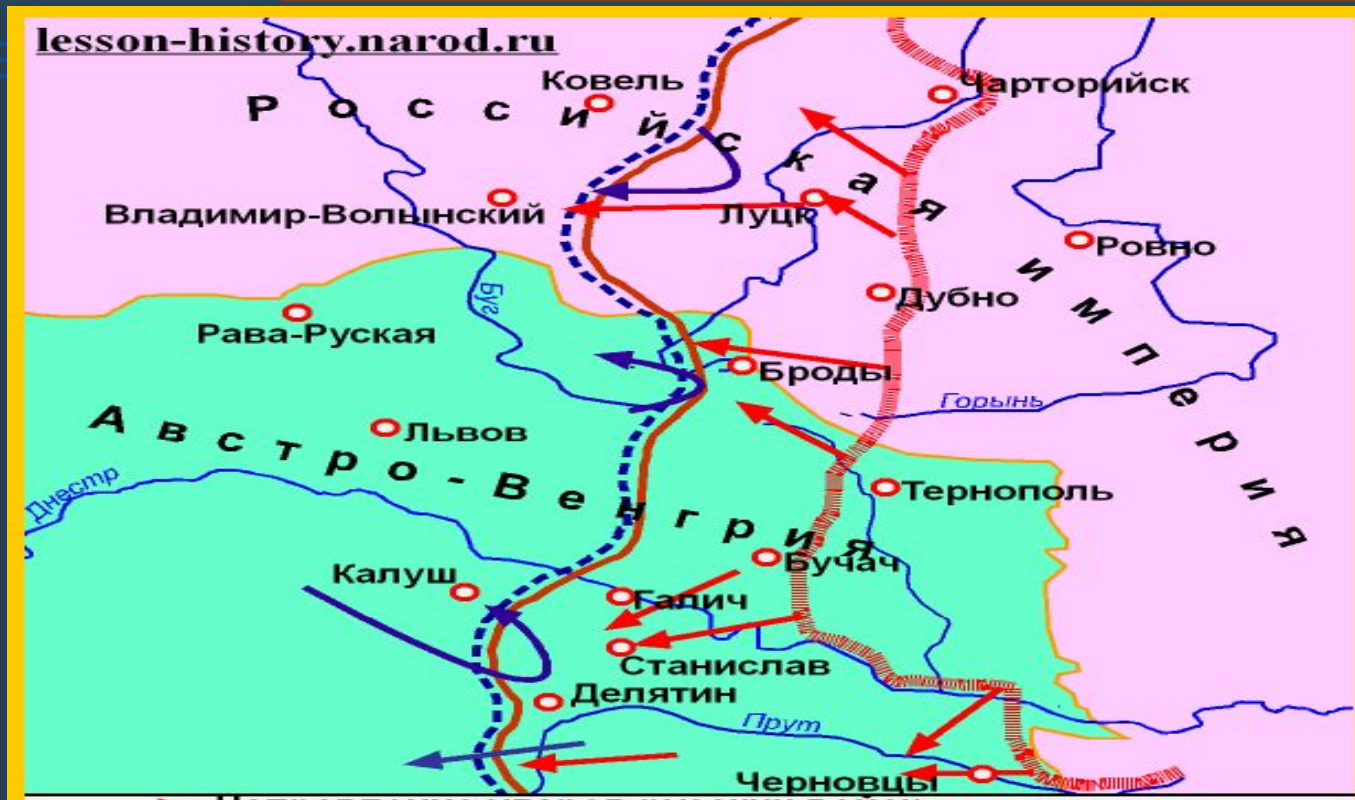 lesson-history.narod.ru
Ковель
Чарторийск
Российская империя
Владимир-Волынский
Луцк
Ровно
Буг
Дубно
Рава-Руская
Броды
Горынь
Австро-Венгрия
Львов
Днестр
Тернополь
Бучач
Калуш
Галич
Станислав
Делятин
Прут
Черновцы